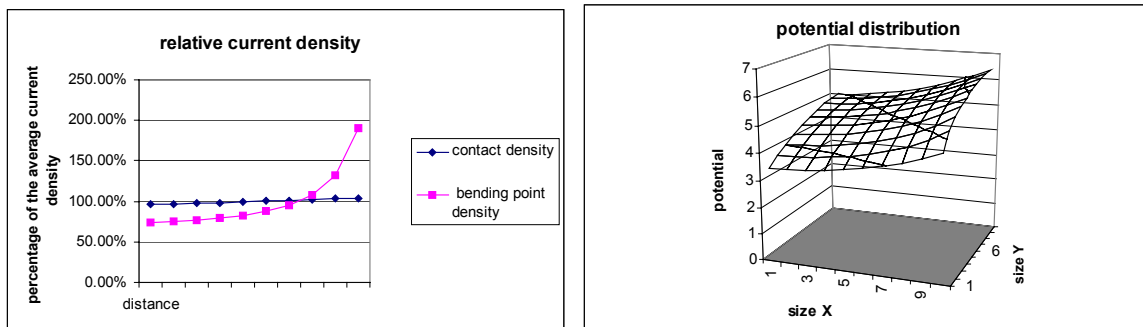 relative current density
percentage of the average current
density
250.00%
200.00%
150.00%
100.00%
50.00%
0.00%
distance
contact density
bending point
density
potential distribution
potential
7
6
5
4
3
2
1
0
1
3
5
7
9
size X
1
6
size Y